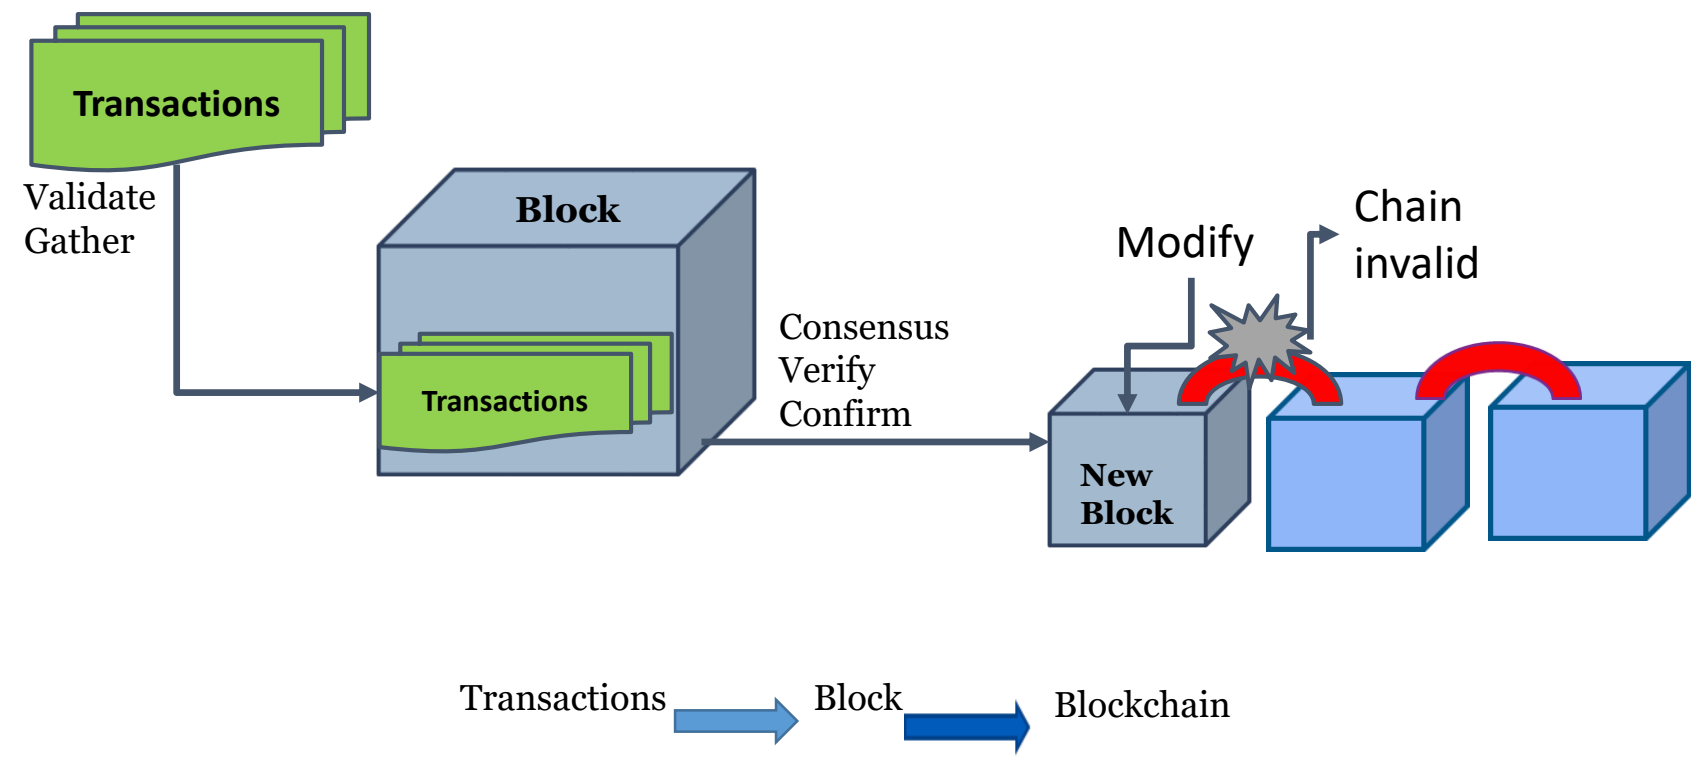 Transactions
Validate
Gather
Block
Transactions
Consensus
Verify
Confirm
Modify
Chain
invalid
New
Block
Transactions
Block
Blockchain